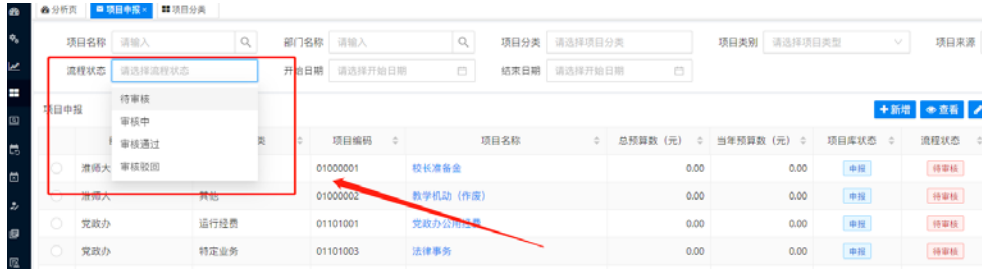 分析页 项目申报 × 项目分类
项目名称 请输入 部门名称 请输入 项目分类 请选择项目分类 项目类别 请选择项目类型 项目来源
流程状态 请选择流程状态 开始日期 请选择开始日期 结束日期 请选择开始日期
待审核
项目申报 新增 查看
审核中
审核通过
项目编码 项目名称 总预算数（元） 当年预算数（元） 项目库状态 流程状态
审核驳回
淮师大 01000001 校长准备金 0.00 0.00 申报 待审核
淮师大 其他 01000002 教学机动（作废） 0.00 0.00 申报 待审核
党政办 运行经费 01101001 党政办公用经费 0.00 0.00 申报 待审核
党政办 特定业务 01101003 法律事务 0.00 0.00 申报 待审核